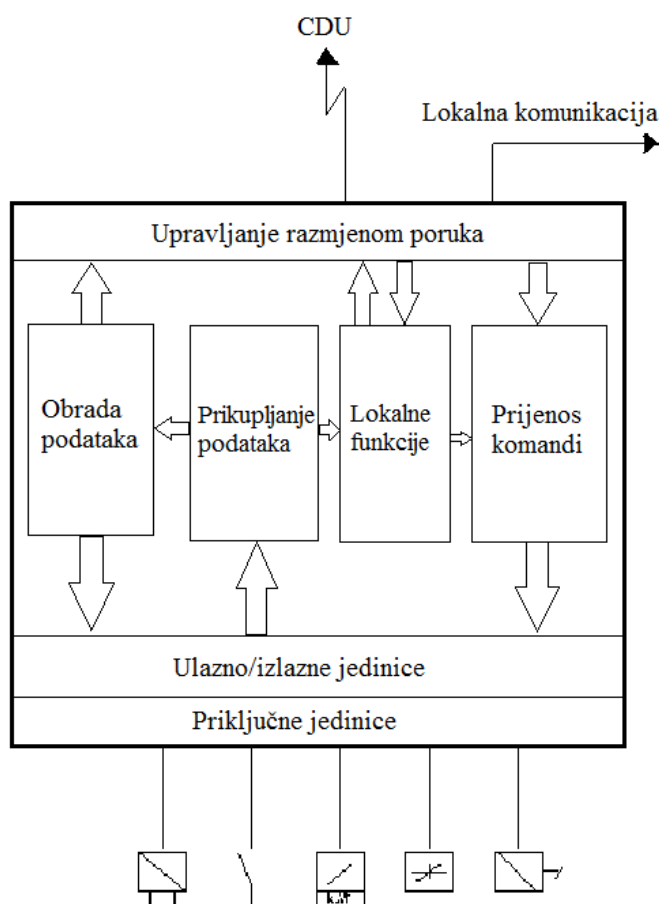 CDU
Lokalna komunikacija
Upravljanje razmjenom poruka
Obrada
podataka
Prikupljanje
podataka
Lokalne
funkcije
Prijenos
komandi
Ulazno/izlazne jedinice
Priključne jedinice